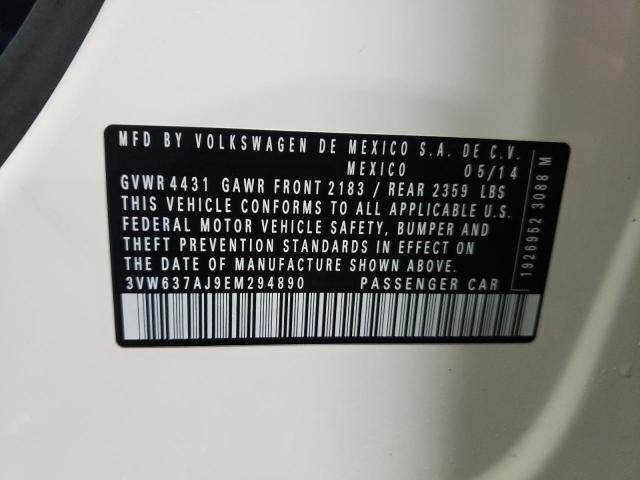 MFD BY VOLKSWAGEN DE MEXICO S.A. DE C.V.
MEXICO 05/14
GVWR 4431 GAWR FRONT 2183 / REAR 2359 LBS
THIS VEHICLE CONFORMS TO ALL APPLICABLE U.S.
FEDERAL MOTOR VEHICLE SAFETY, BUMPER AND
THEFT PREVENTION STANDARDS IN EFFECT ON
THE DATE OF MANUFACTURE SHOWN ABOVE.
3VW637AJ9EM294890 PASSENGER CAR
1926952 3088 M